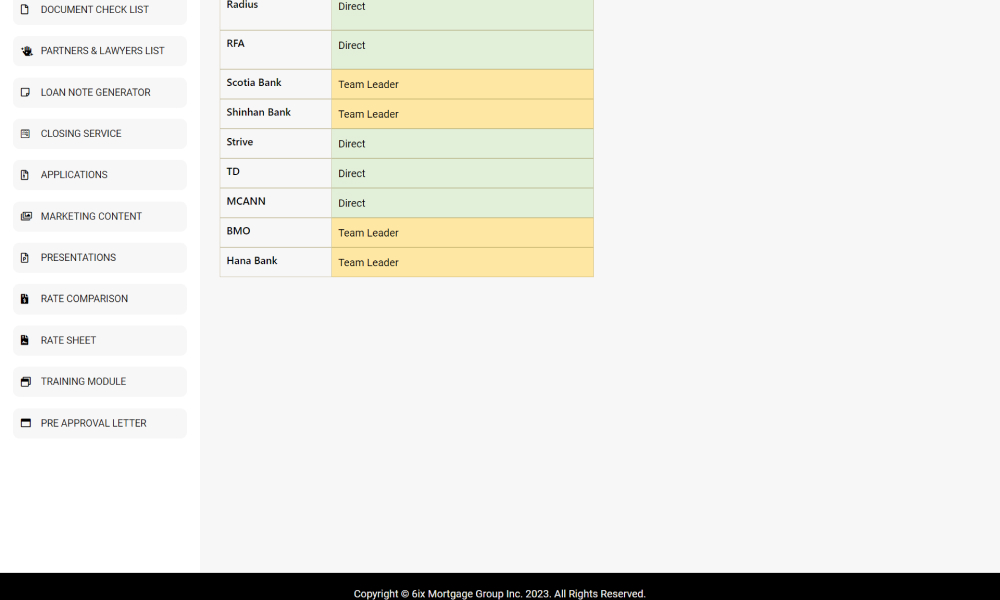 DOCUMENT CHECK LIST
PARTNERS & LAWYERS LIST
LOAN NOTE GENERATOR
CLOSING SERVICE
APPLICATIONS
MARKETING CONTENT
PRESENTATIONS
RATE COMPARISON
RATE SHEET
TRAINING MODULE
PRE APPROVAL LETTER
Radius Direct
RFA Direct
Scotia Bank Team Leader
Shinhan Bank Team Leader
Strive Direct
TD Direct
MCANN Direct
BMO Team Leader
Hana Bank Team Leader
Copyright © 6ix Mortgage Group Inc. 2023. All Rights Reserved.